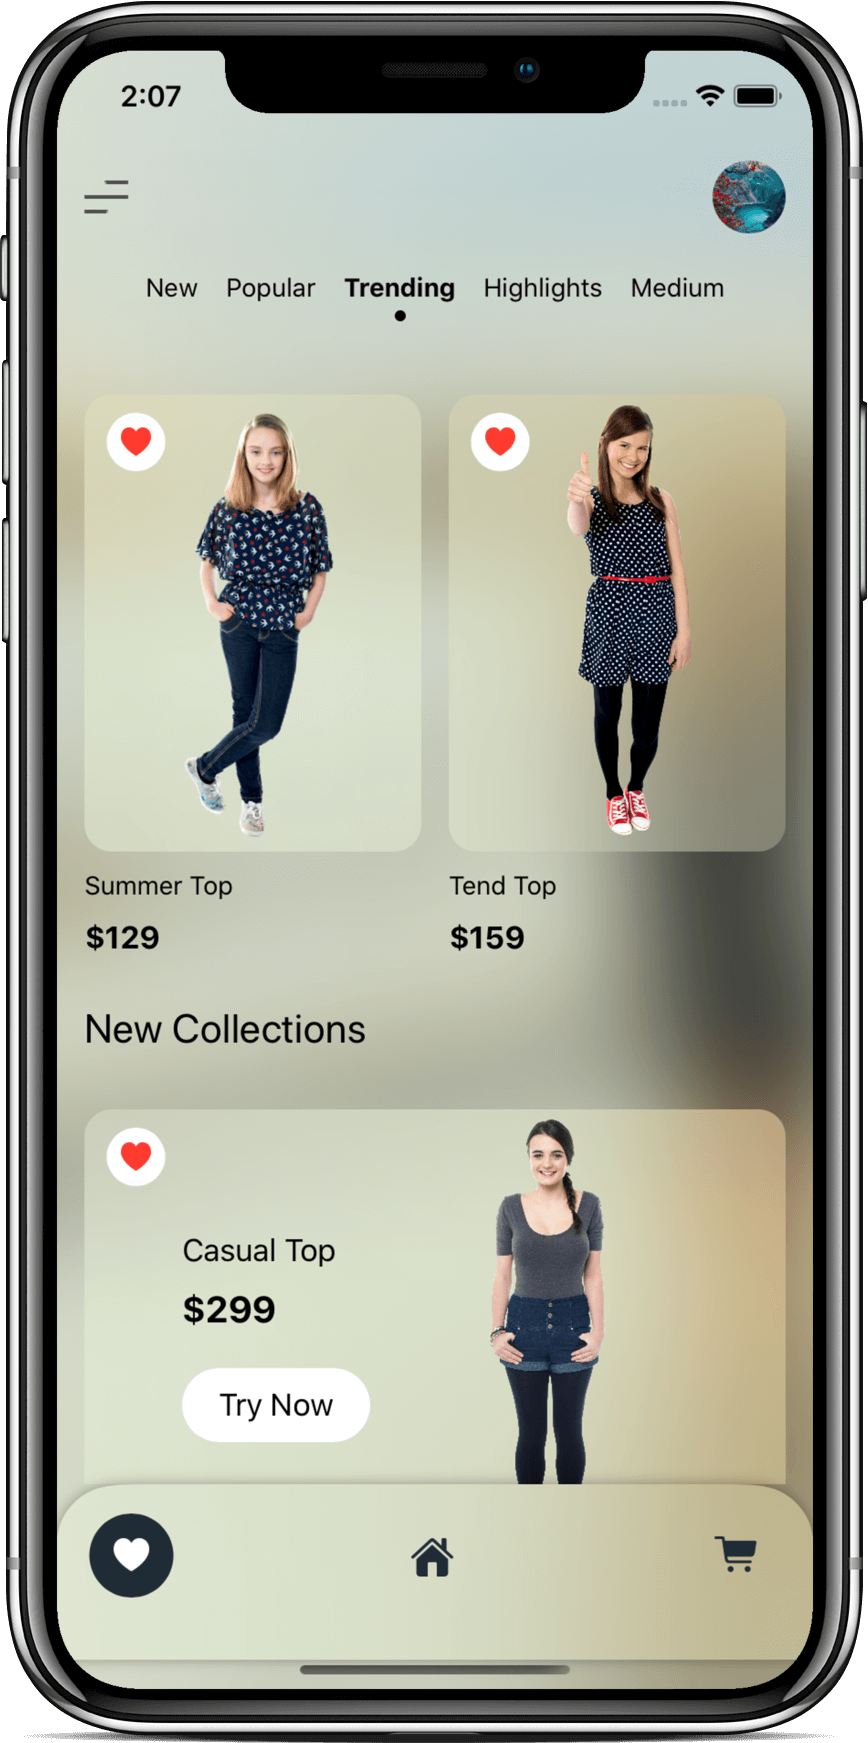 2:07
New Popular Trending Highlights Medium
Summer Top
$129
Tend Top
$159
New Collections
Casual Top
$299
Try Now